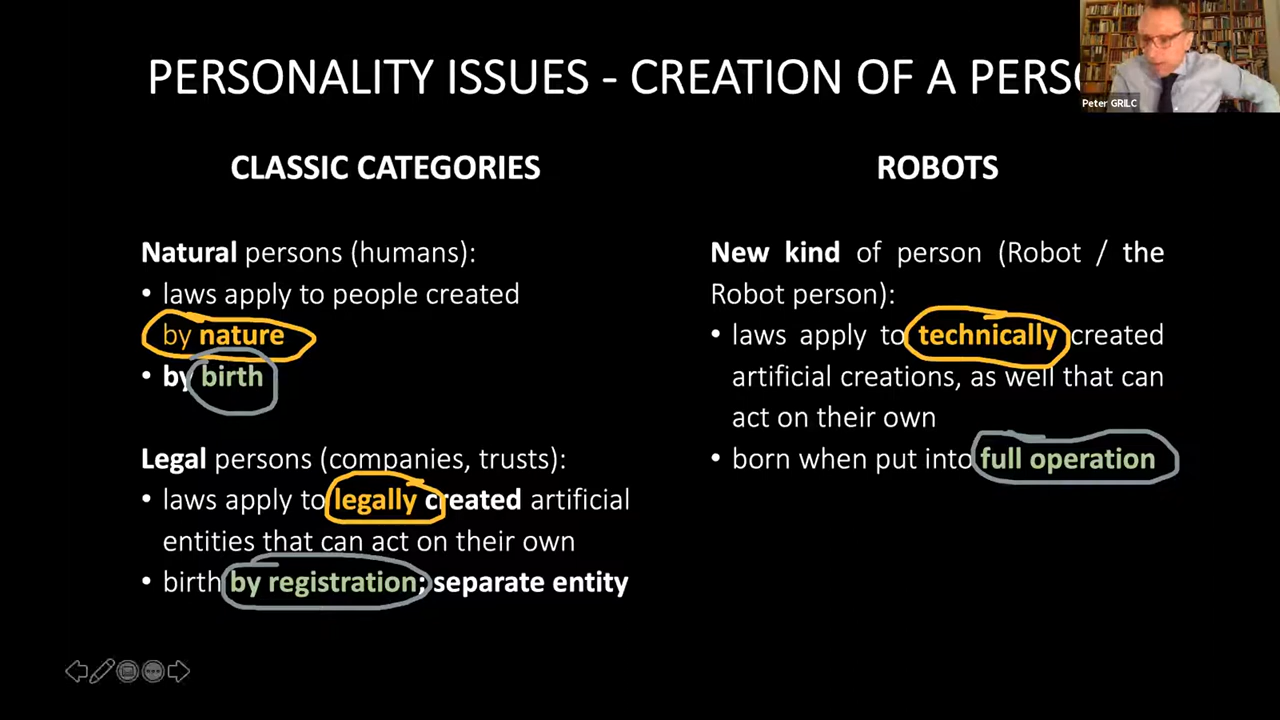 PERSONALITY ISSUES - CREATION OF A PERSO
Peter GRILC
CLASSIC CATEGORIES
Natural persons (humans):
• laws apply to people created
by nature
• by birth
Legal persons (companies, trusts):
• laws apply to legally created artificial
entities that can act on their own
• birth by registration; separate entity
ROBOTS
New kind of person (Robot / the
Robot person):
• laws apply to technically created
artificial creations, as well that can
act on their own
• born when put into full operation